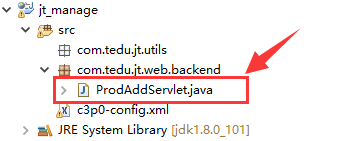 jt_manage
src
com.tedu.jt.utils
com.tedu.jt.web.backend
ProdAddServlet.java
c3p0-config.xml
JRE System Library [jdk1.8.0_101]